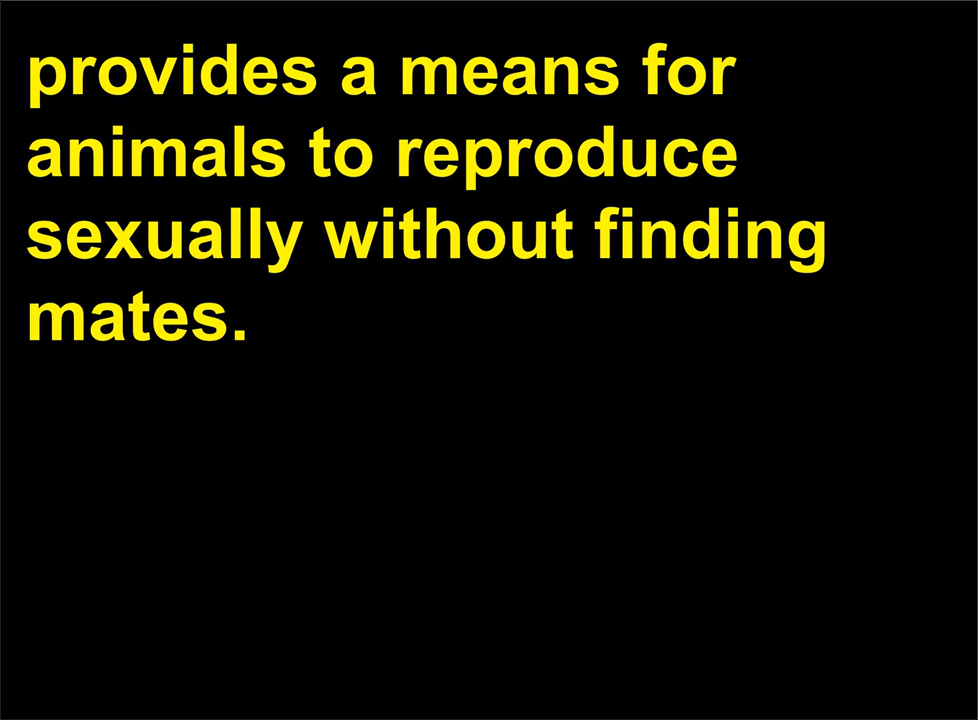 provides a means for
animals to reproduce
sexually without finding
mates.